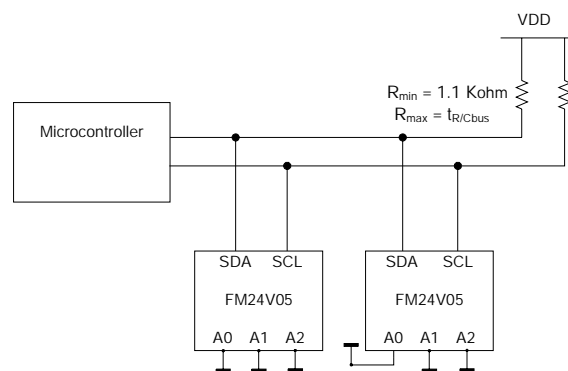 VDD
Rmin = 1.1 Kohm
Rmax = tR/Cbus
Microcontroller
SDA SCL
FM24V05
A0 A1 A2
SDA SCL
FM24V05
A0 A1 A2